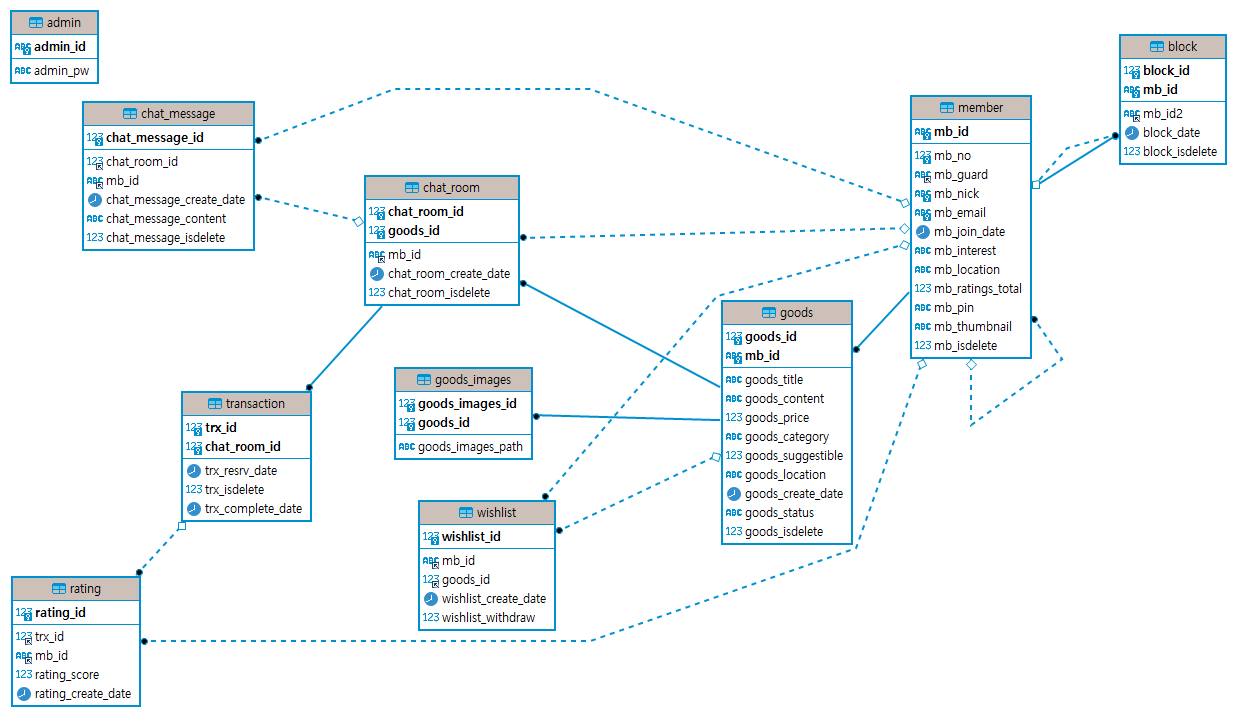 admin
admin_id
admin_pw
chat_message
chat_message_id
chat_room_id
mb_id
chat_message_create_date
chat_message_content
chat_message_isdelete
chat_room
chat_room_id
goods_id
mb_id
chat_room_create_date
chat_room_isdelete
member
mb_id
mb_no
mb_guard
mb_nick
mb_email
mb_join_date
mb_interest
mb_location
mb_ratings_total
mb_pin
mb_thumbnail
mb_isdelete
block
block_id
mb_id
mb_id2
block_date
block_isdelete
goods
goods_id
mb_id
goods_title
goods_content
goods_price
goods_category
goods_suggestible
goods_location
goods_create_date
goods_status
goods_isdelete
goods_images
goods_images_id
goods_id
goods_images_path
transaction
trx_id
chat_room_id
trx_resrv_date
trx_isdelete
trx_complete_date
wishlist
wishlist_id
mb_id
goods_id
wishlist_create_date
wishlist_withdraw
rating
rating_id
trx_id
mb_id
rating_score
rating_create_date